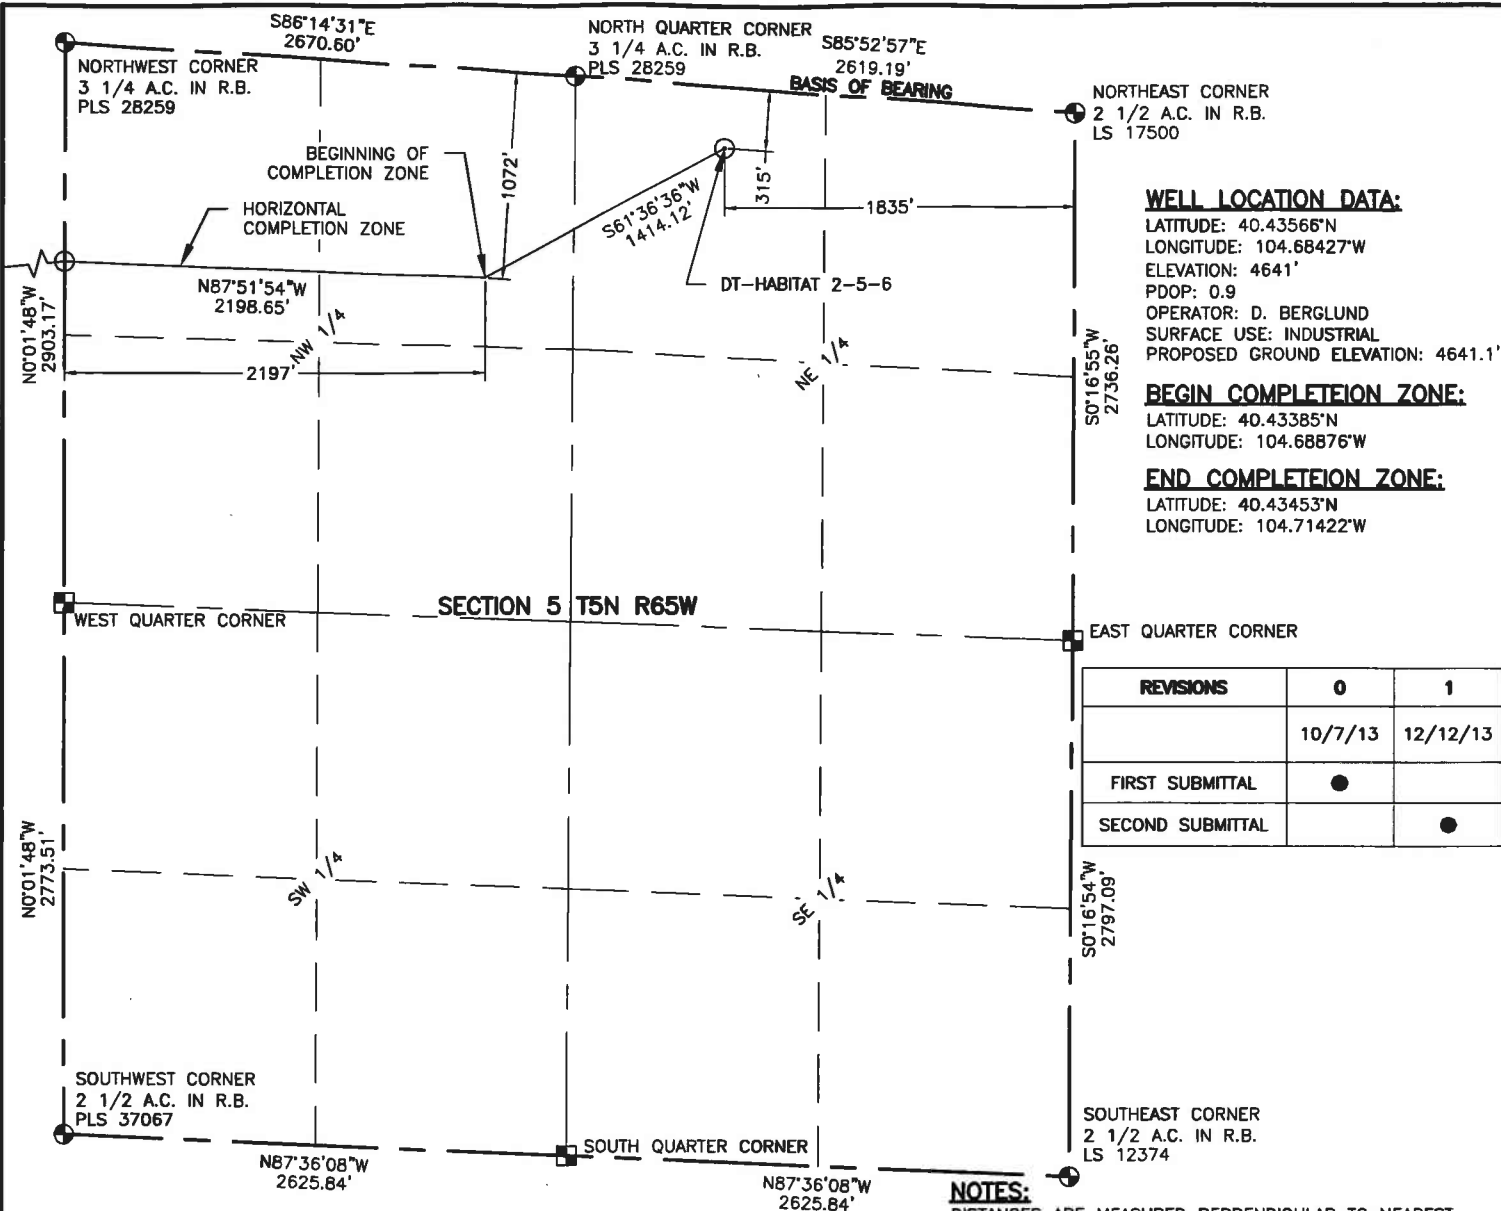 S86°14'31"E
2670.60'
NORTH QUARTER CORNER
3 1/4 A.C. IN R.B.
PLS 28259
S85°52'57"E
2619.19'
BASIS OF BEARING
NORTHWEST CORNER
3 1/4 A.C. IN R.B.
PLS 28259
NORTHEAST CORNER
2 1/2 A.C. IN R.B.
LS 17500
BEGINNING OF
COMPLETION ZONE
1072'
315'
S61°36'36"W
1414.12'
1835'
HORIZONTAL
COMPLETION ZONE
DT-HABITAT 2-5-6
N87°51'54"W
2198.65'
N0°01'48"W
2903.17'
NW 1/4
2197'
NE 1/4
S0°16'55"W
2736.26'
WELL LOCATION DATA:
LATITUDE: 40.43566°N
LONGITUDE: 104.68427°W
ELEVATION: 4641'
PDOP: 0.9
OPERATOR: D. BERGLUND
SURFACE USE: INDUSTRIAL
PROPOSED GROUND ELEVATION: 4641.1'
BEGIN COMPLETEION ZONE:
LATITUDE: 40.43385°N
LONGITUDE: 104.68876°W
END COMPLETEION ZONE:
LATITUDE: 40.43453°N
LONGITUDE: 104.71422°W
SECTION 5 T5N R65W
WEST QUARTER CORNER
EAST QUARTER CORNER
REVISIONS 0 1
10/7/13 12/12/13
FIRST SUBMITTAL ●
SECOND SUBMITTAL ●
N0°01'48"W
2773.51'
SW 1/4
SE 1/4
S0°16'54"W
2797.09'
SOUTHWEST CORNER
2 1/2 A.C. IN R.B.
PLS 37067
SOUTHEAST CORNER
2 1/2 A.C. IN R.B.
LS 12374
SOUTH QUARTER CORNER
N87°36'08"W
2625.84'
N87°36'08"W
2625.84'
NOTES:
DISTANCES ARE MEASURED PERPENDICULAR TO NEAREST